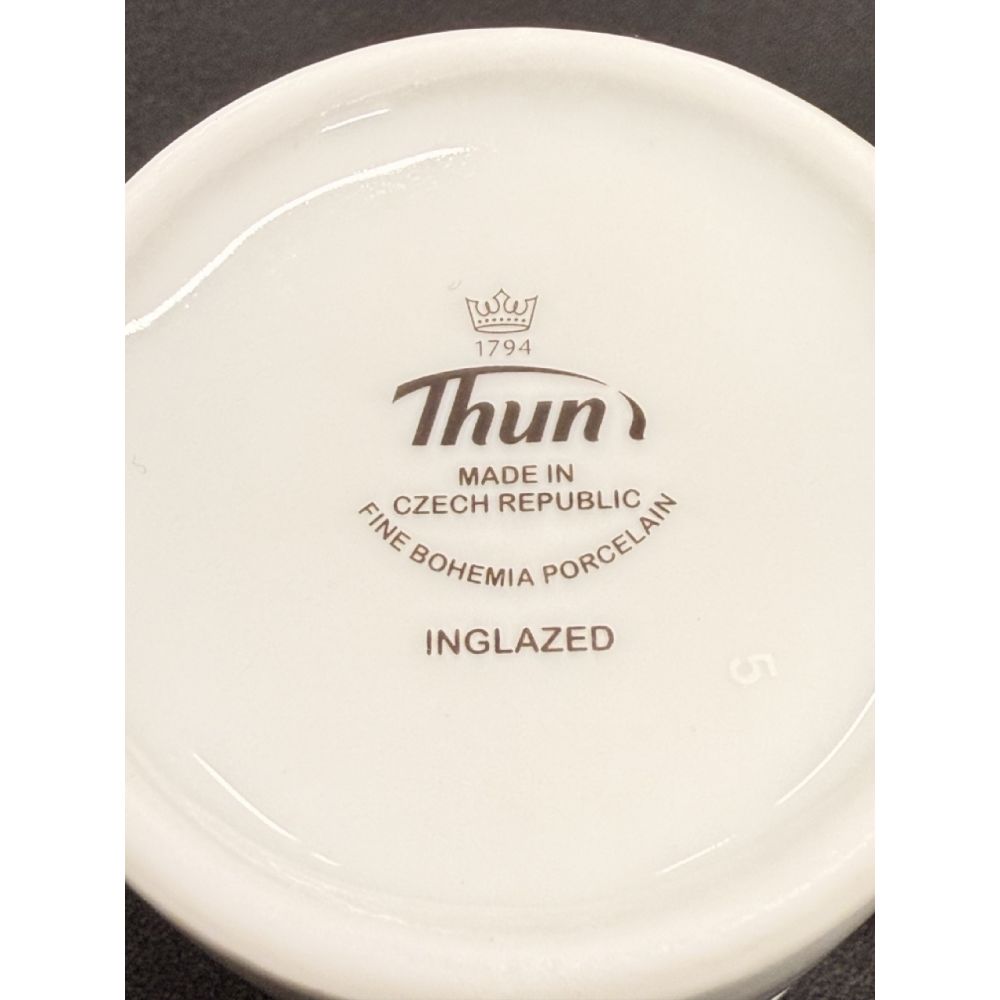 1794
Thun
MADE IN
CZECH REPUBLIC
FINE BOHEMIA PORCELAIN
INGLAZED
5